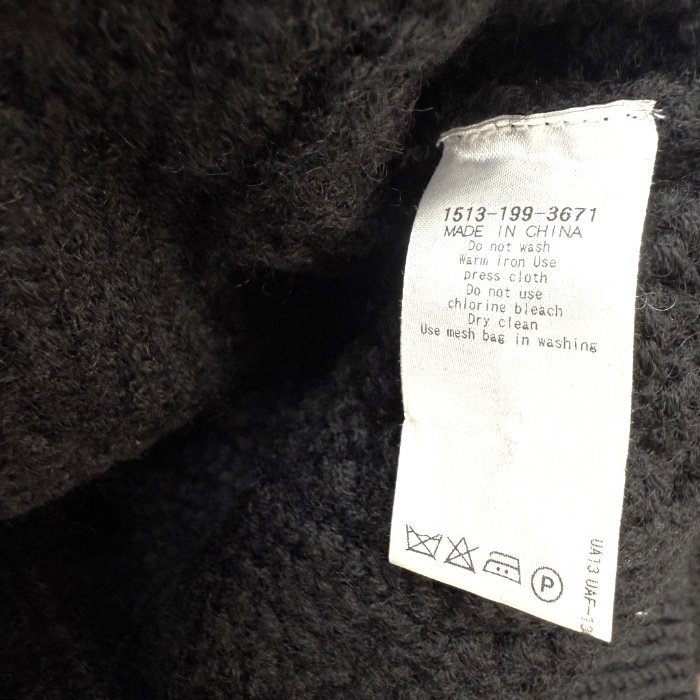 1513-199-3671
MADE IN CHINA
Do not wash
Warm iron Use
press cloth
Do not use
chlorine bleach
Dry clean
Use mesh bag in washing
P
UA13 UAF-13